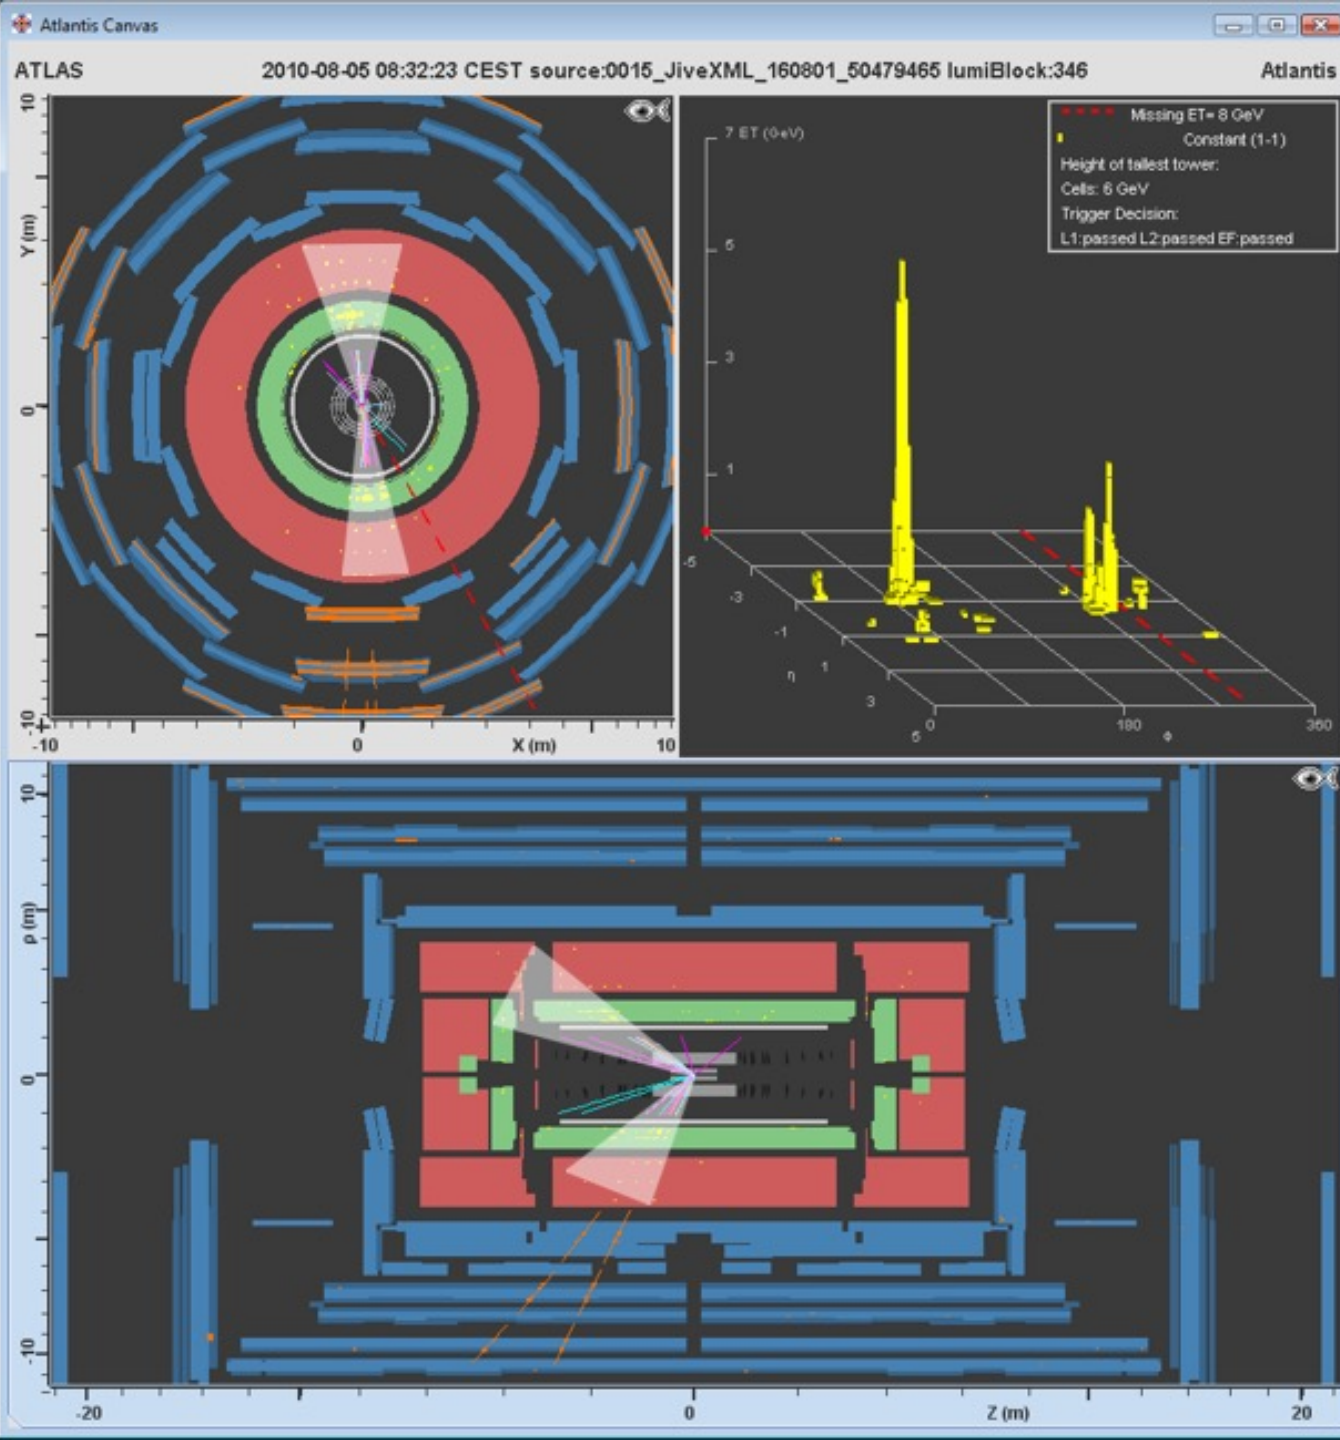 Atlantis Canvas
ATLAS 2010-08-05 08:32:23 CEST source:0015_JiveXML_160801_50479465 lumiBlock:346 Atlantis
10
Y (m)
0
-10
-10 0 X (m) 10
7 ET (GeV)
5
3
1
-5
-3
-1
1
3
5
η
0 180 360
Φ
Missing ET= 8 GeV
Constant (1-1)
Height of tallest tower:
Cells: 6 GeV
Trigger Decision:
L1:passed L2:passed EF:passed
10
ρ (m)
0
-10
-20 0 Z (m) 20